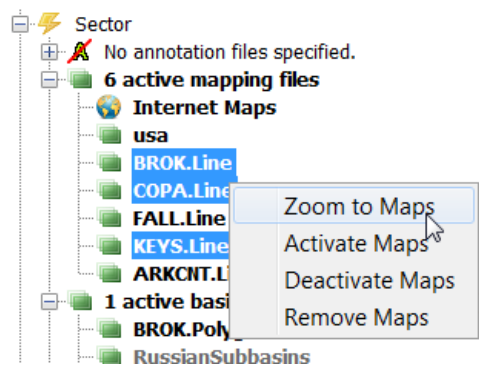 Sector
No annotation files specified.
6 active mapping files
Internet Maps
usa
BROK.Line
COPA.Line
Zoom to Maps
FALL.Line
Activate Maps
KEYS.Line
ARKCNT.L
Deactivate Maps
1 active basi
Remove Maps
BROK.Poly
RussianSubbasins